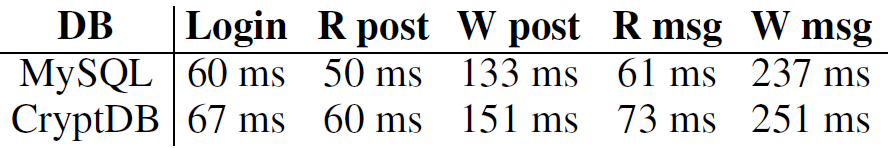 DB Login R post W post R msg W msg
MySQL 60 ms 50 ms 133 ms 61 ms 237 ms
CryptDB 67 ms 60 ms 151 ms 73 ms 251 ms